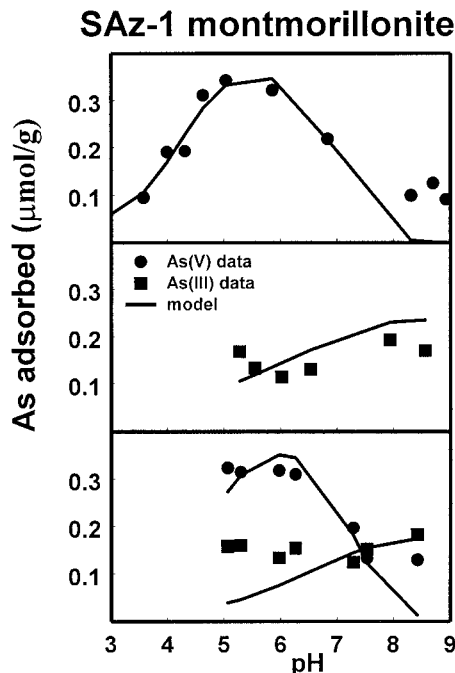 SAz-1 montmorillonite
As adsorbed (μmol/g)
0.3
0.2
0.1
As(V) data
As(III) data
model
0.3
0.2
0.1
0.3
0.2
0.1
3 4 5 6 7 8 9
pH